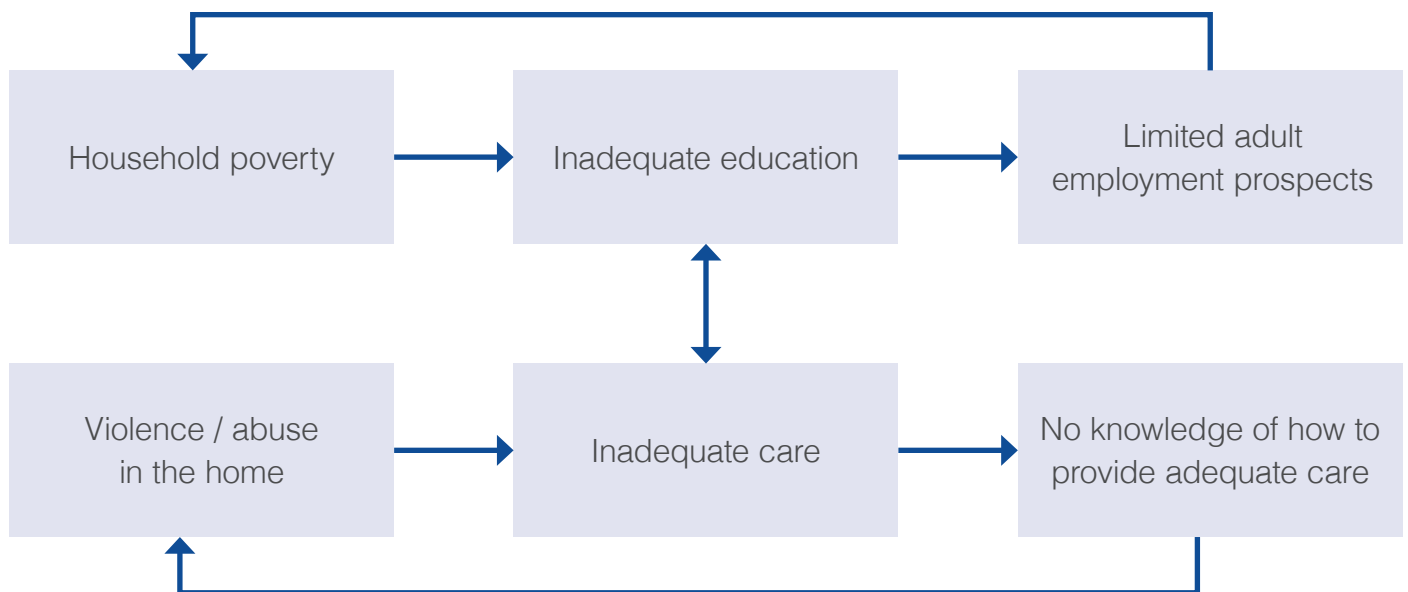 Household poverty
Inadequate education
Limited adult
employment prospects
Violence / abuse
in the home
Inadequate care
No knowledge of how to
provide adequate care